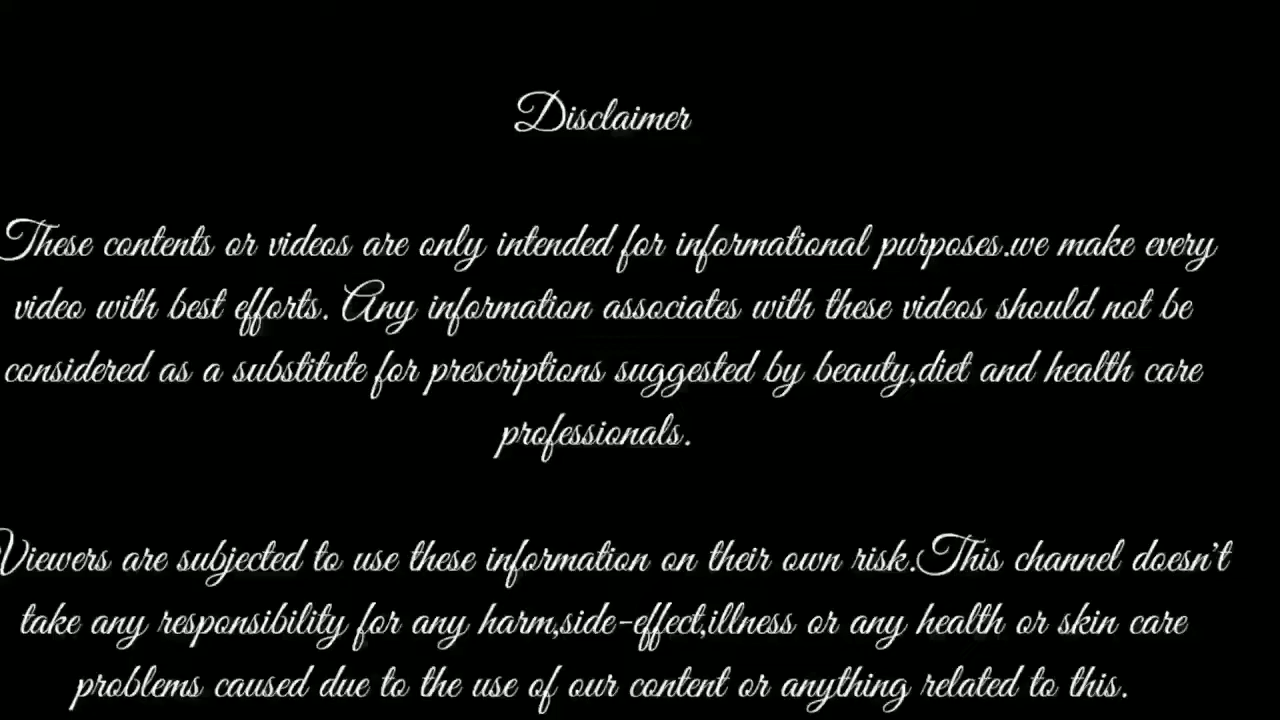 Disclaimer
These contents or videos are only intended for informational purposes.we make every
video with best efforts. Any information associates with these videos should not be
considered as a substitute for prescriptions suggested by beauty,diet and health care
professionals.
Viewers are subjected to use these information on their own risk.This channel doesn't
take any responsibility for any harm,side-effect,illness or any health or skin care
problems caused due to the use of our content or anything related to this.